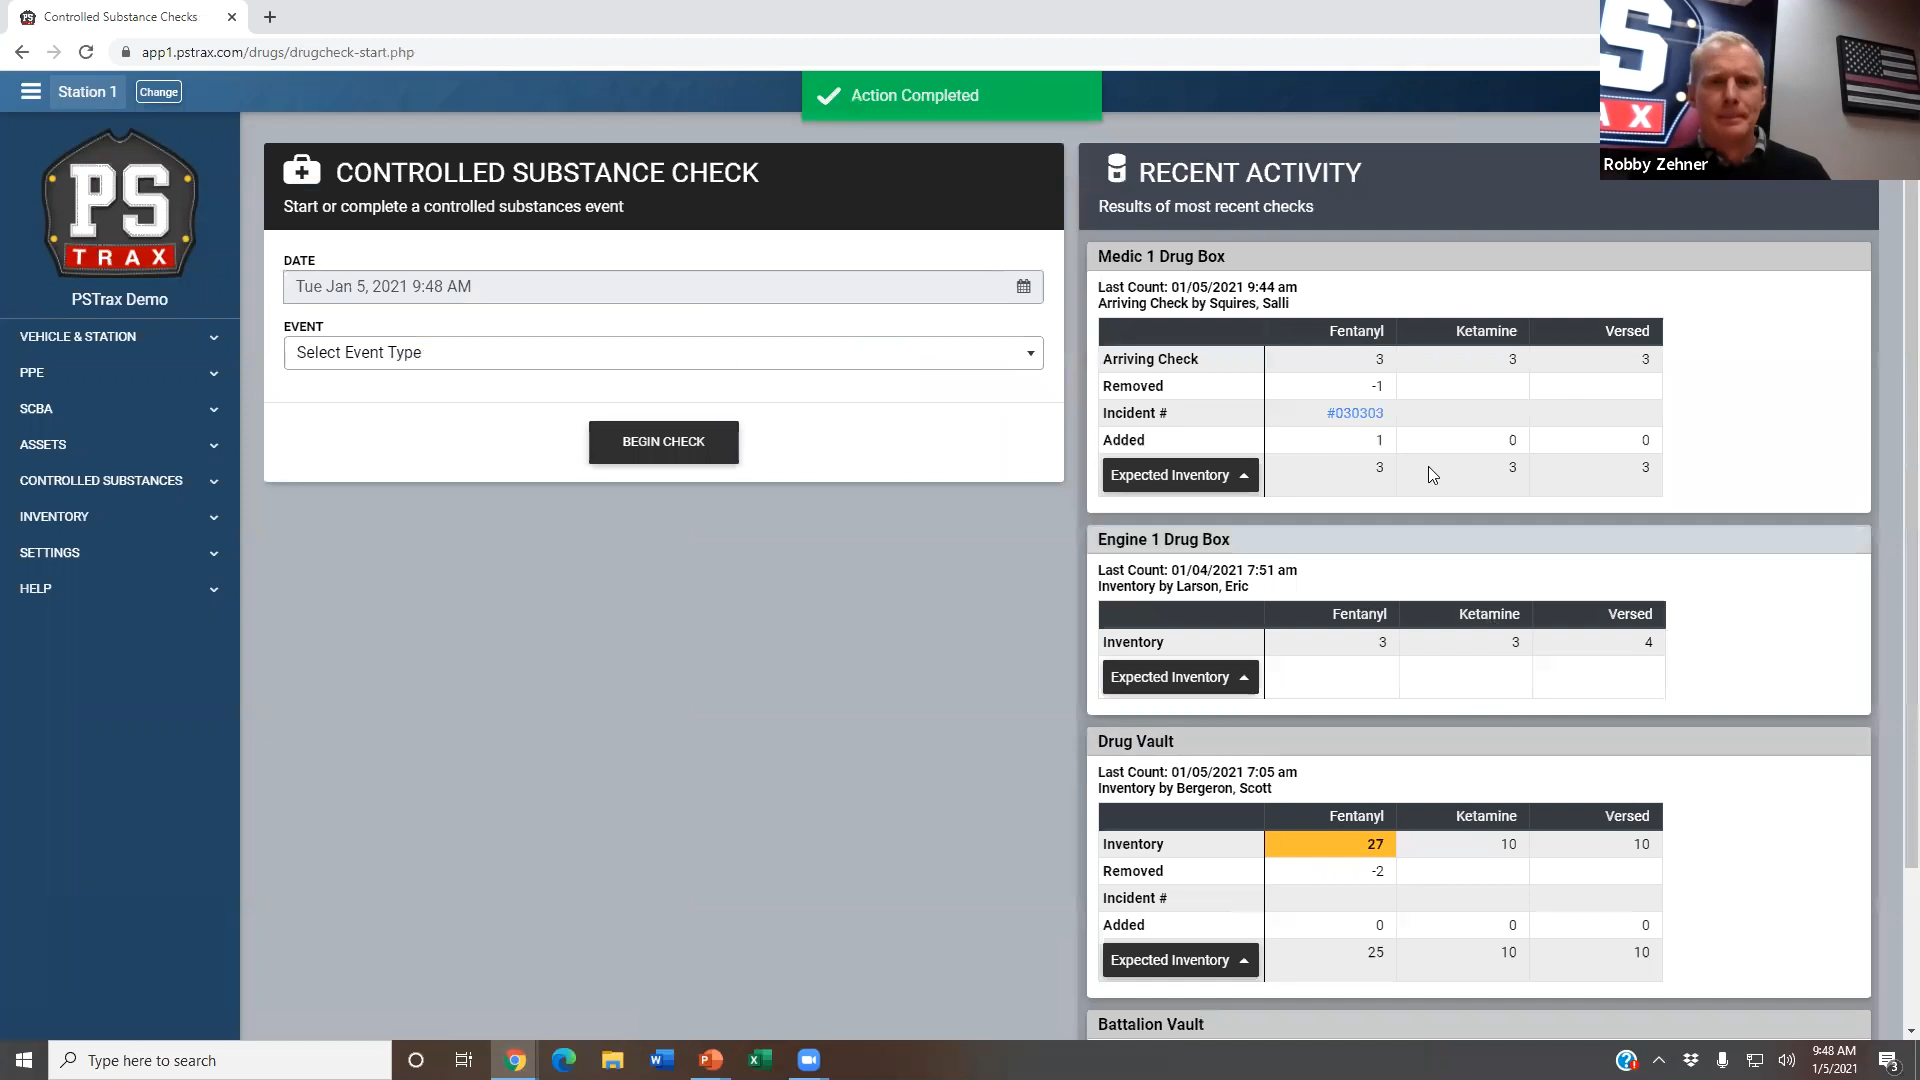 Controlled Substance Checks
app1.pstrax.com/drugs/drugcheck-start.php
Station 1 Change
Action Completed
S
A X
Robby Zehner
PS
TRAX
PSTrax Demo
VEHICLE & STATION
PPE
SCBA
ASSETS
CONTROLLED SUBSTANCES
INVENTORY
SETTINGS
HELP
CONTROLLED SUBSTANCE CHECK
Start or complete a controlled substances event
DATE
Tue Jan 5, 2021 9:48 AM
EVENT
Select Event Type
BEGIN CHECK
RECENT ACTIVITY
Results of most recent checks
Medic 1 Drug Box
Last Count: 01/05/2021 9:44 am
Arriving Check by Squires, Salli
Fentanyl Ketamine Versed
Arriving Check 3 3 3
Removed -1
Incident # #030303
Added 1 0 0
Expected Inventory 3 3 3
Engine 1 Drug Box
Last Count: 01/04/2021 7:51 am
Inventory by Larson, Eric
Fentanyl Ketamine Versed
Inventory 3 3 4
Expected Inventory
Drug Vault
Last Count: 01/05/2021 7:05 am
Inventory by Bergeron, Scott
Fentanyl Ketamine Versed
Inventory 27 10 10
Removed -2
Incident #
Added 0 0 0
Expected Inventory 25 10 10
Battalion Vault
Type here to search
9:48 AM
1/5/2021
3